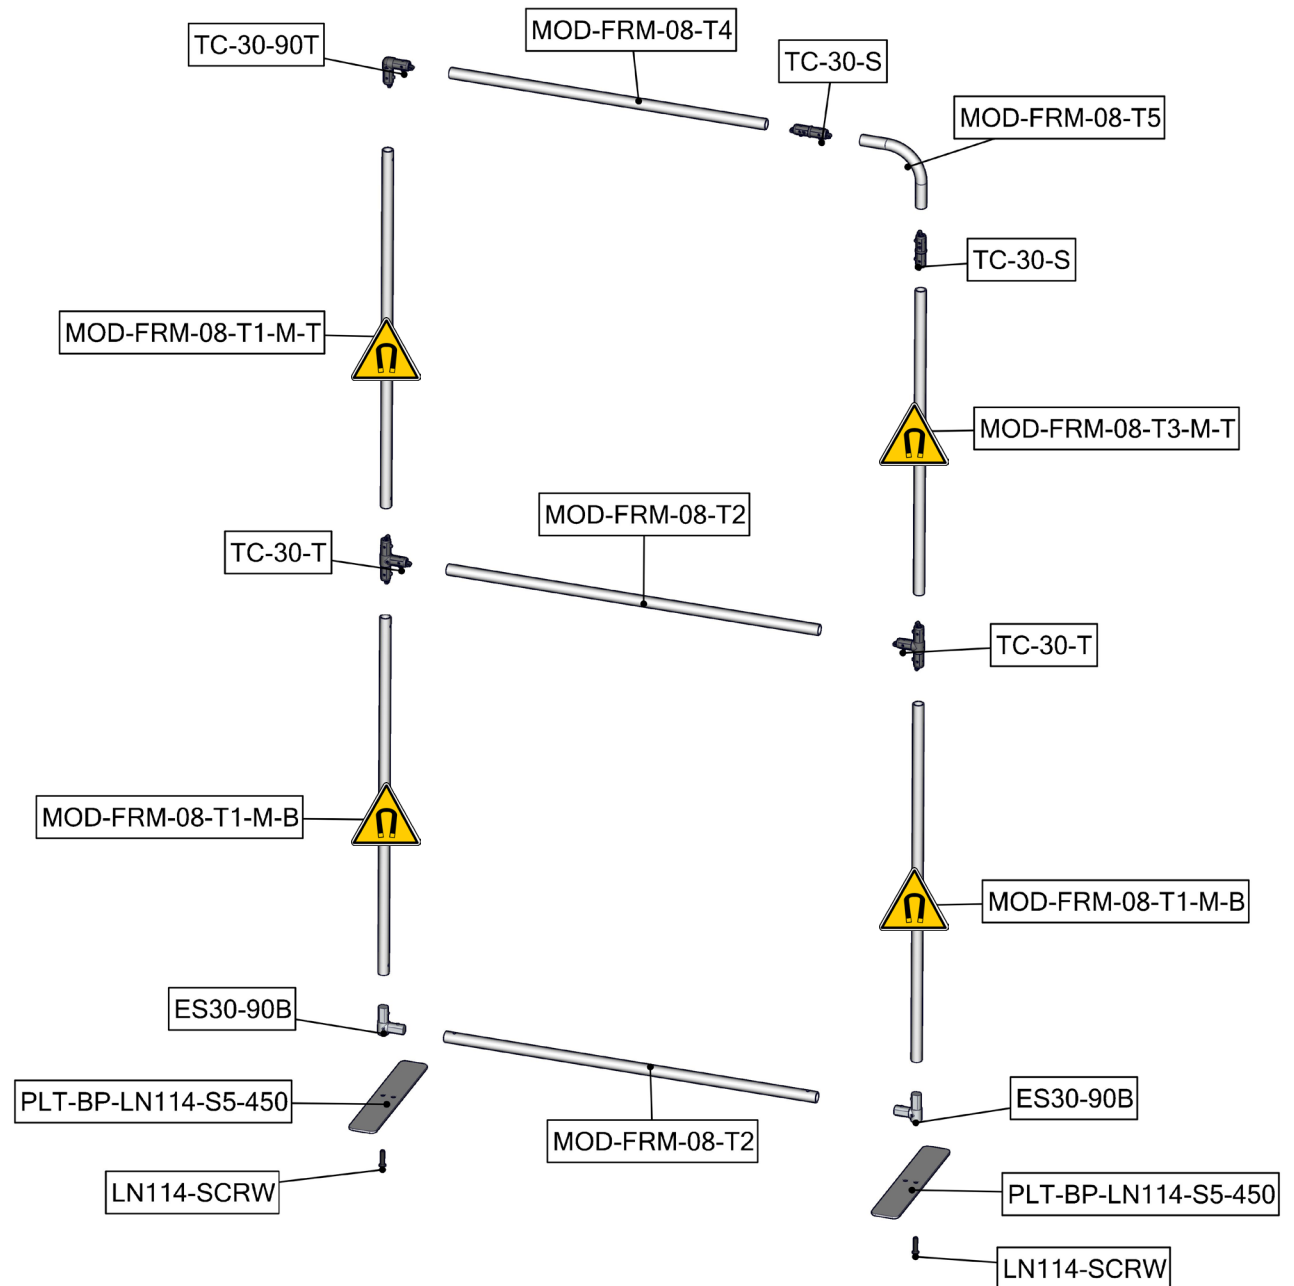 MOD-FRM-08-T4
TC-30-90T
TC-30-S
MOD-FRM-08-T5
TC-30-S
MOD-FRM-08-T1-M-T
MOD-FRM-08-T3-M-T
MOD-FRM-08-T2
TC-30-T
TC-30-T
MOD-FRM-08-T1-M-B
MOD-FRM-08-T1-M-B
ES30-90B
PLT-BP-LN114-S5-450
ES30-90B
MOD-FRM-08-T2
LN114-SCRW
PLT-BP-LN114-S5-450
LN114-SCRW